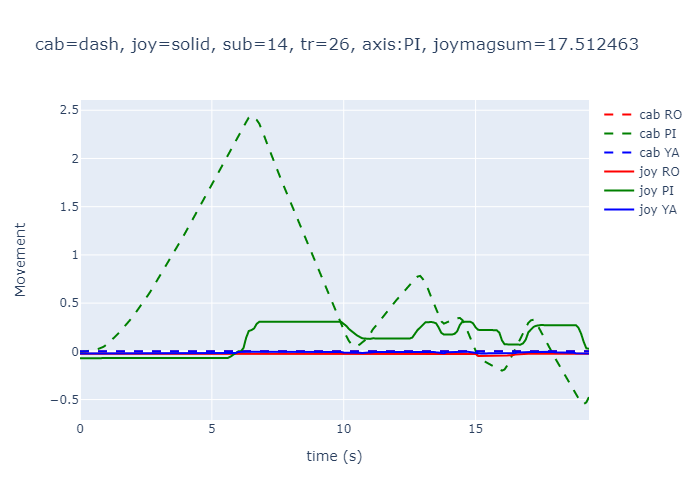 cab=dash, joy=solid, sub=14, tr=26, axis:PI, joymagsum=17.512463
cab RO
cab PI
cab YA
joy RO
joy PI
joy YA
Movement
2.5
2
1.5
1
0.5
0
−0.5
0
5
10
15
time (s)